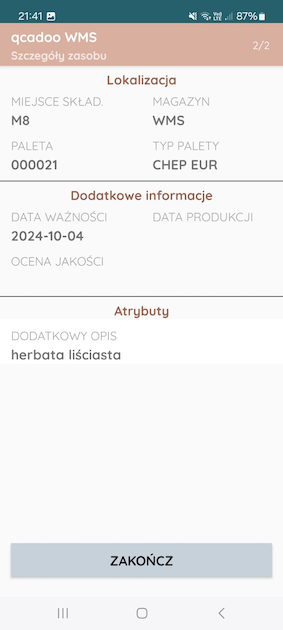 21:41 87%
qcadoo WMS
2/2
Szczegóły zasobu
Lokalizacja
MIEJSCE SKŁAD. MAGAZYN
M8 WMS
PALETA TYP PALETY
000021 CHEP EUR
Dodatkowe informacje
DATA WAŻNOŚCI DATA PRODUKCJI
2024-10-04
OCENA JAKOŚCI
Atrybuty
DODATKOWY OPIS
herbata liściasta
ZAKOŃCZ